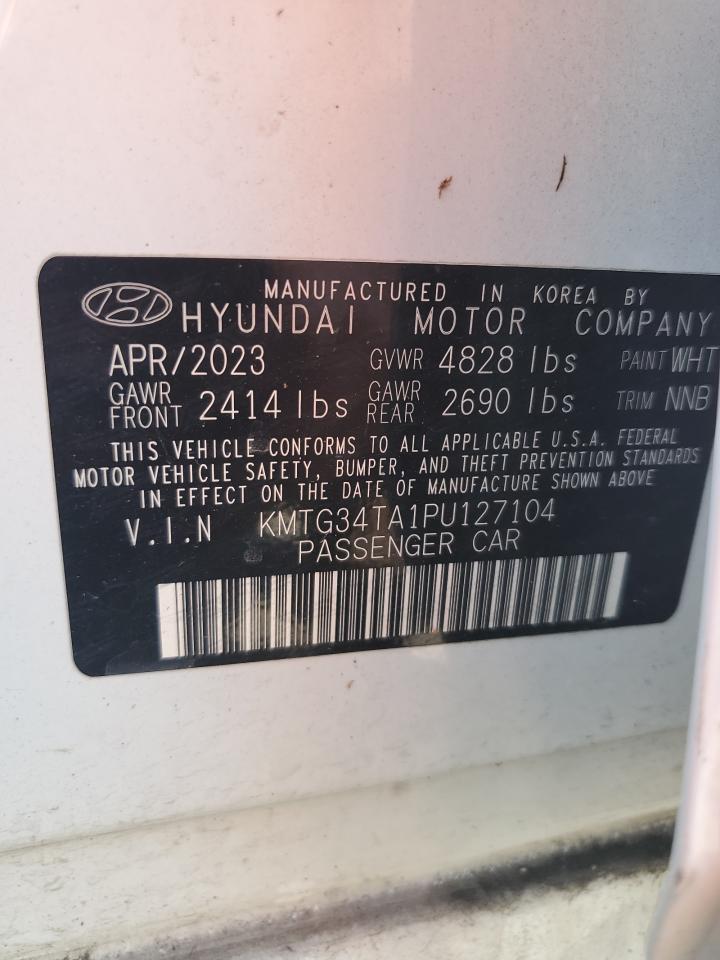 MANUFACTURED IN KOREA BY
HYUNDAI MOTOR COMPANY
APR/2023 GVWR 4828 lbs PAINT WHT
GAWR FRONT 2414 lbs GAWR REAR 2690 lbs TRIM NNB
THIS VEHICLE CONFORMS TO ALL APPLICABLE U.S.A. FEDERAL
MOTOR VEHICLE SAFETY, BUMPER, AND THEFT PREVENTION STANDARDS
IN EFFECT ON THE DATE OF MANUFACTURE SHOWN ABOVE
V.I.N KMTG34TA1PU127104
PASSENGER CAR